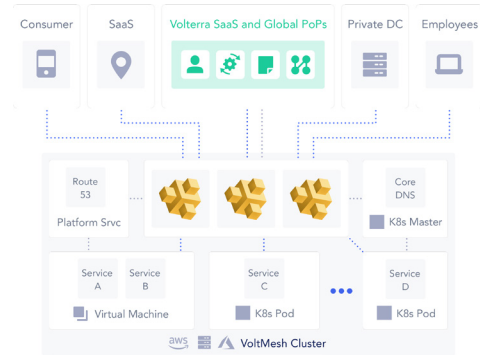 Consumer
SaaS
Volterra SaaS and Global PoPs
Private DC
Employees
Route
53
Platform Srvc
Core
DNS
K8s Master
Service
A
Service
B
Virtual Machine
Service
C
K8s Pod
Service
D
K8s Pod
aws
VoltMesh Cluster